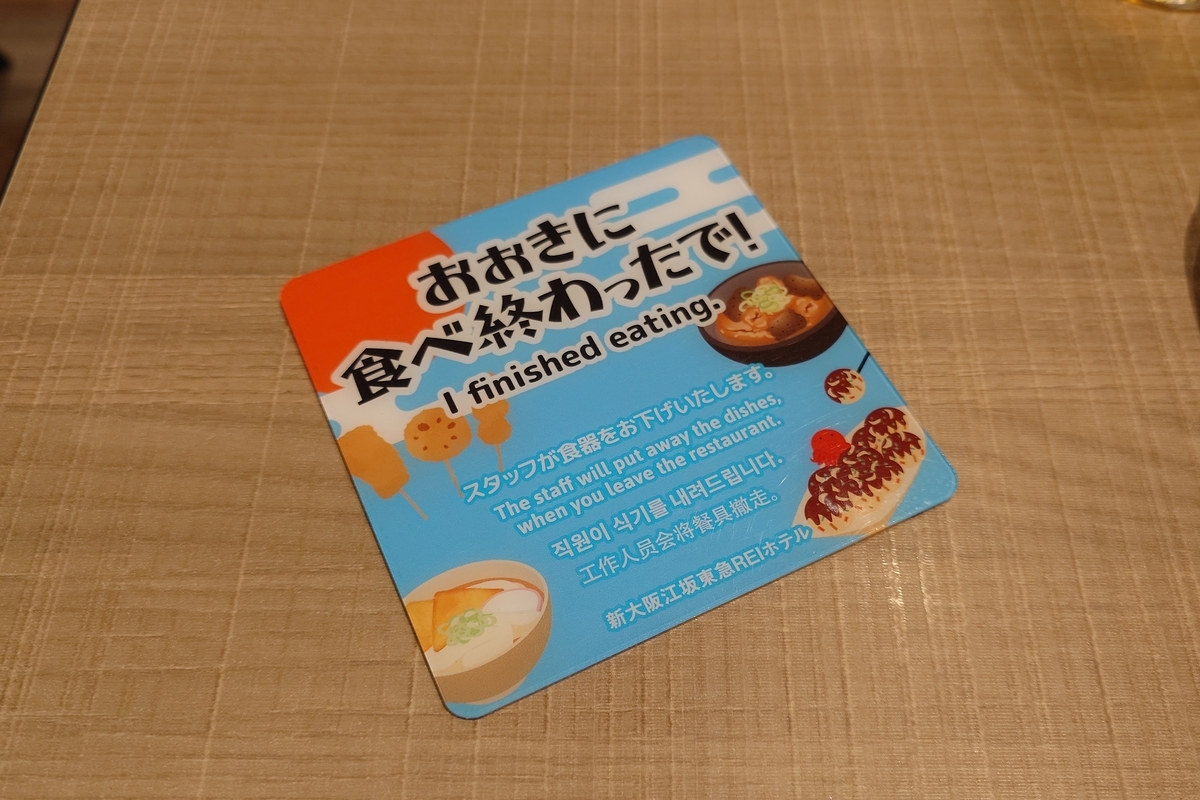 おおきに
食べ終わったで!
I finished eating.
スタッフが食器をお下げいたします。
The staff will put away the dishes,
when you leave the restaurant.
직원이 식기를 내려드립니다.
工作人员会将餐具撤走。
新大阪江坂東急REIホテル